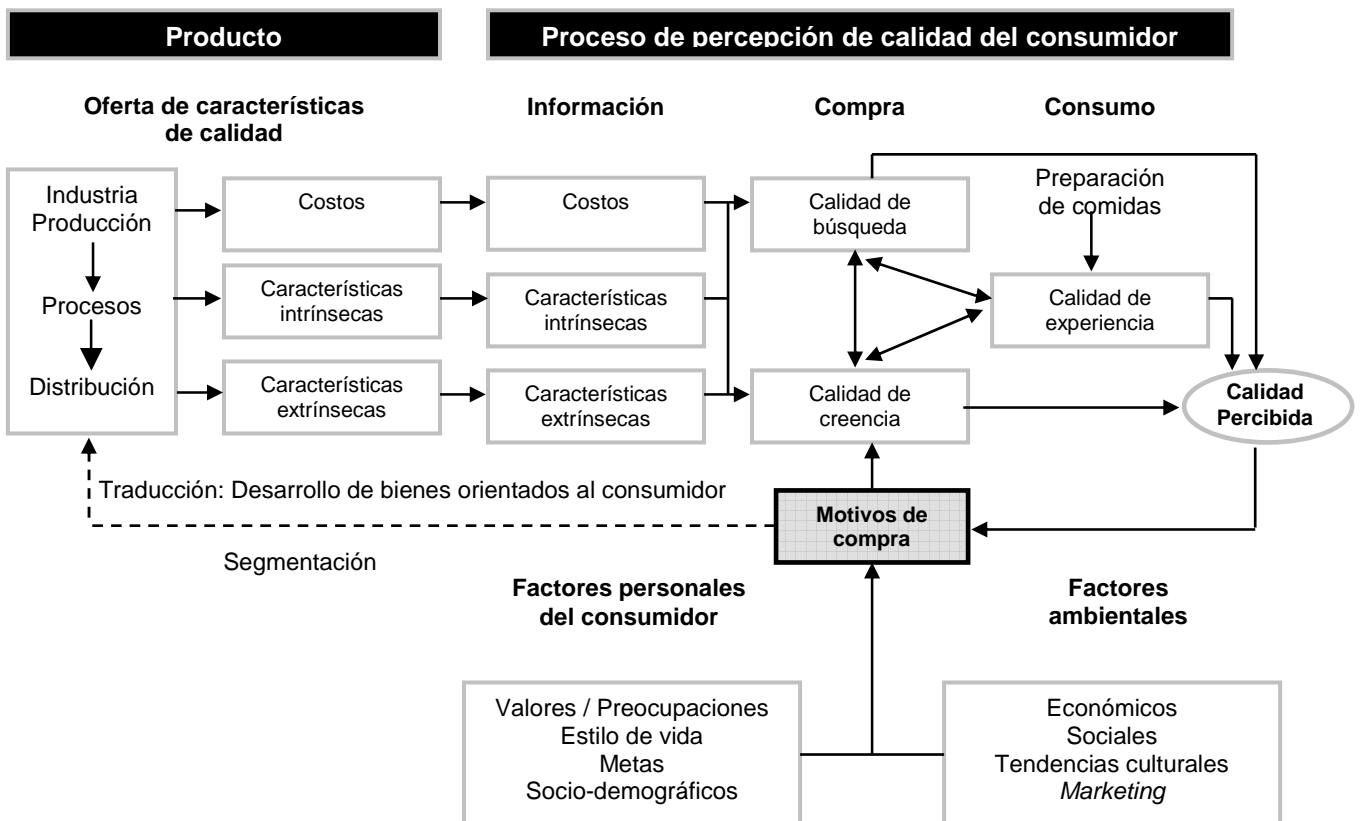 Producto
Proceso de percepción de calidad del consumidor
Oferta de características
de calidad
Información
Compra
Consumo
Industria
Producción
Procesos
Distribución
Costos
Características
intrínsecas
Características
extrínsecas
Costos
Características
intrínsecas
Características
extrínsecas
Calidad de
búsqueda
Calidad de
creencia
Preparación
de comidas
Calidad de
experiencia
Calidad
Percibida
Traducción: Desarrollo de bienes orientados al consumidor
Segmentación
Motivos de
compra
Factores personales
del consumidor
Factores
ambientales
Valores / Preocupaciones
Estilo de vida
Metas
Socio-demográficos
Económicos
Sociales
Tendencias culturales
Marketing